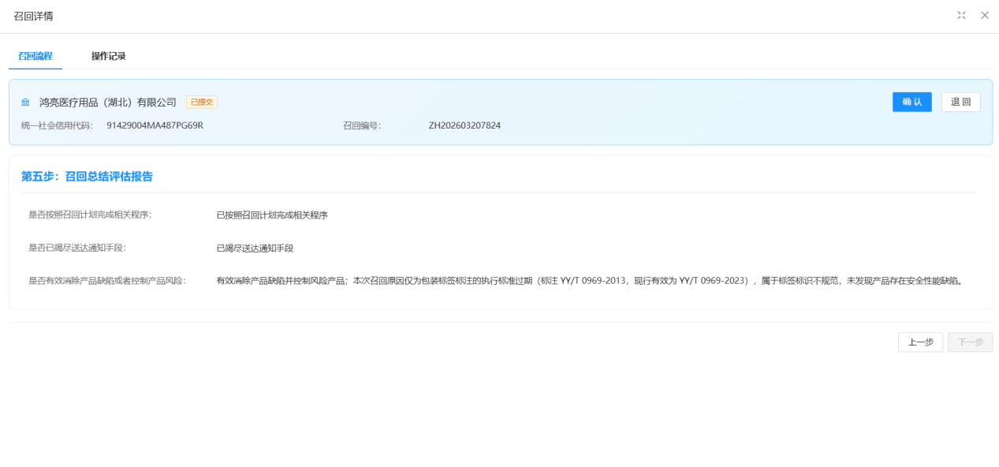 召回详情
召回流程 操作记录
鸿亮医疗用品（湖北）有限公司 已提交 确认 退回
统一社会信用代码： 91429004MA487PG69R 召回编号： ZH202603207824
第五步：召回总结评估报告
是否按照召回计划完成相关程序： 已按照召回计划完成相关程序
是否已竭尽送达通知手段： 已竭尽送达通知手段
是否有效消除产品缺陷或者控制产品风险： 有效消除产品缺陷并控制风险产品；本次召回原因仅为包装标签标注的执行标准过期（标注 YY/T 0969-2013，现行有效为 YY/T 0969-2023），属于标签标识不规范，未发现产品存在安全性能缺陷。
上一步 下一步